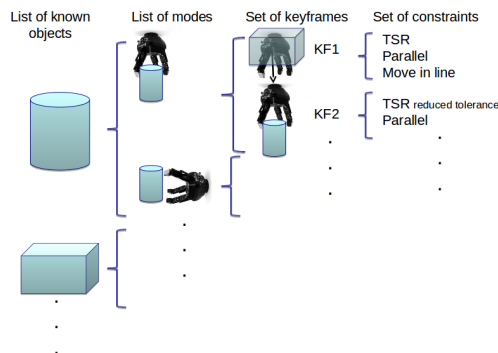 List of known
objects
List of modes
Set of keyframes
Set of constraints
KF1
TSR
Parallel
Move in line
KF2
TSR reduced tolerance
Parallel